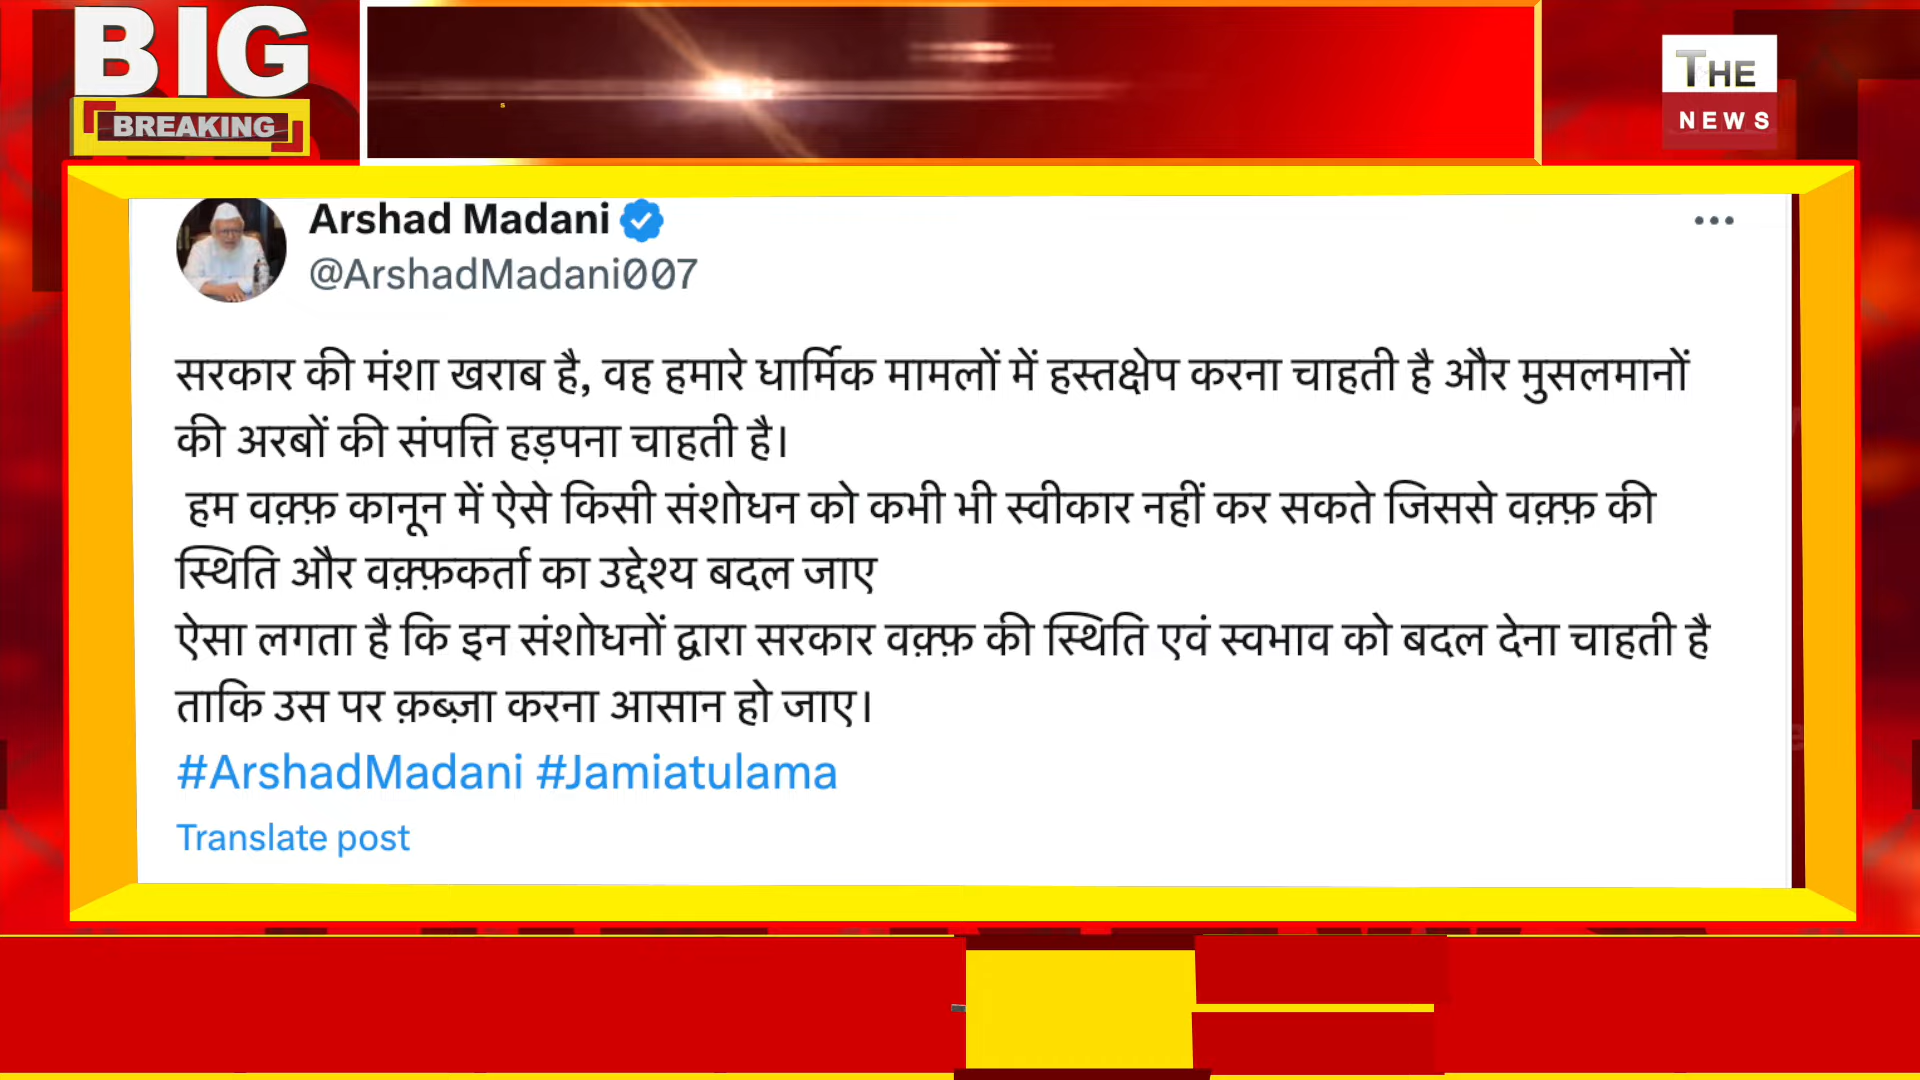 BIG
BREAKING
THE
NEWS
Arshad Madani
@ArshadMadani007
सरकार की मंशा खराब है, वह हमारे धार्मिक मामलों में हस्तक्षेप करना चाहती है और मुसलमानों
की अरबों की संपत्ति हड़पना चाहती है।
हम वक़्फ़ कानून में ऐसे किसी संशोधन को कभी भी स्वीकार नहीं कर सकते जिससे वक़्फ़ की
स्थिति और वक़्फ़कर्ता का उद्देश्य बदल जाए
ऐसा लगता है कि इन संशोधनों द्वारा सरकार वक़्फ़ की स्थिति एवं स्वभाव को बदल देना चाहती है
ताकि उस पर क़ब्ज़ा करना आसान हो जाए।
#ArshadMadani #Jamiatulama
Translate post